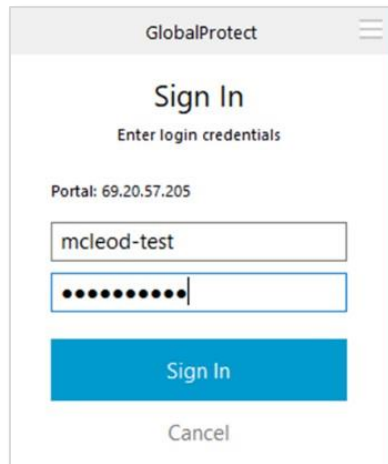 GlobalProtect
Sign In
Enter login credentials
Portal: 69.20.57.205
mcleod-test
●●●●●●●●●●
Sign In
Cancel